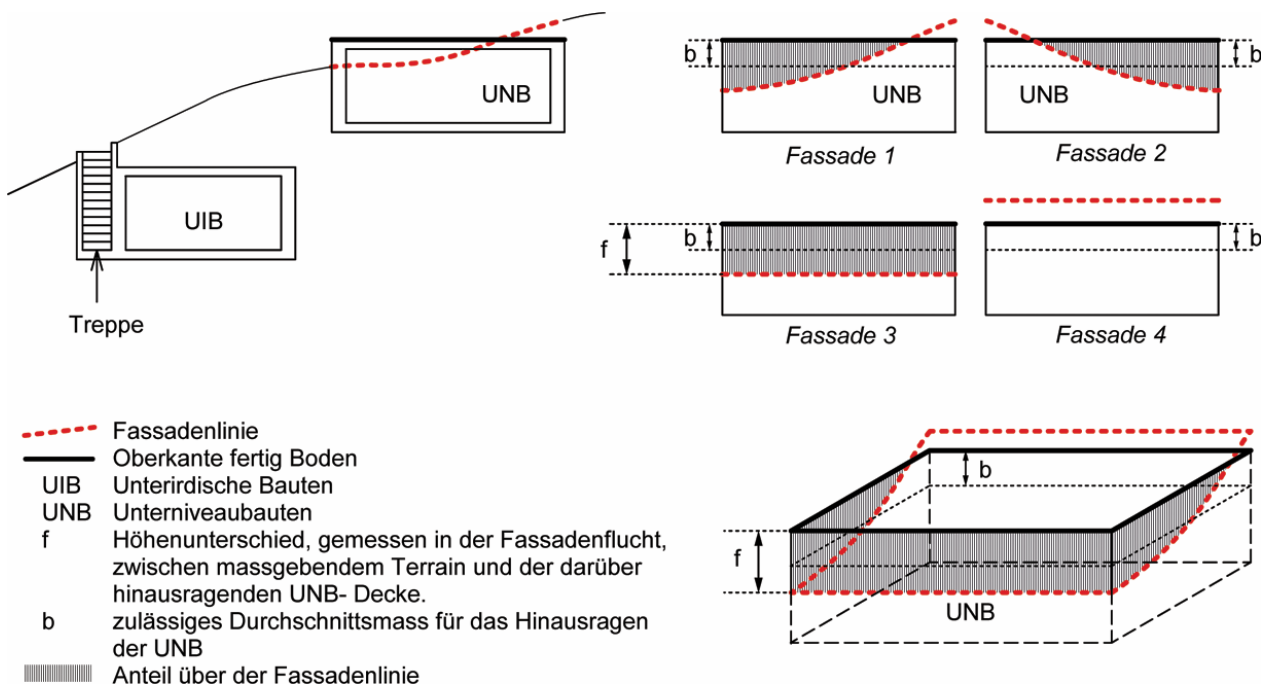 UNB
UIB
Treppe
b
UNB
Fassade 1
UNB
b
Fassade 2
f
b
Fassade 3
b
Fassade 4
Fassadenlinie
Oberkante fertig Boden
UIB Unterirdische Bauten
UNB Unterniveaubauten
f Höhenunterschied, gemessen in der Fassadenflucht,
zwischen massgebendem Terrain und der darüber
hinausragenden UNB- Decke.
b zulässiges Durchschnittsmass für das Hinausragen
der UNB
Anteil über der Fassadenlinie
b
f
UNB